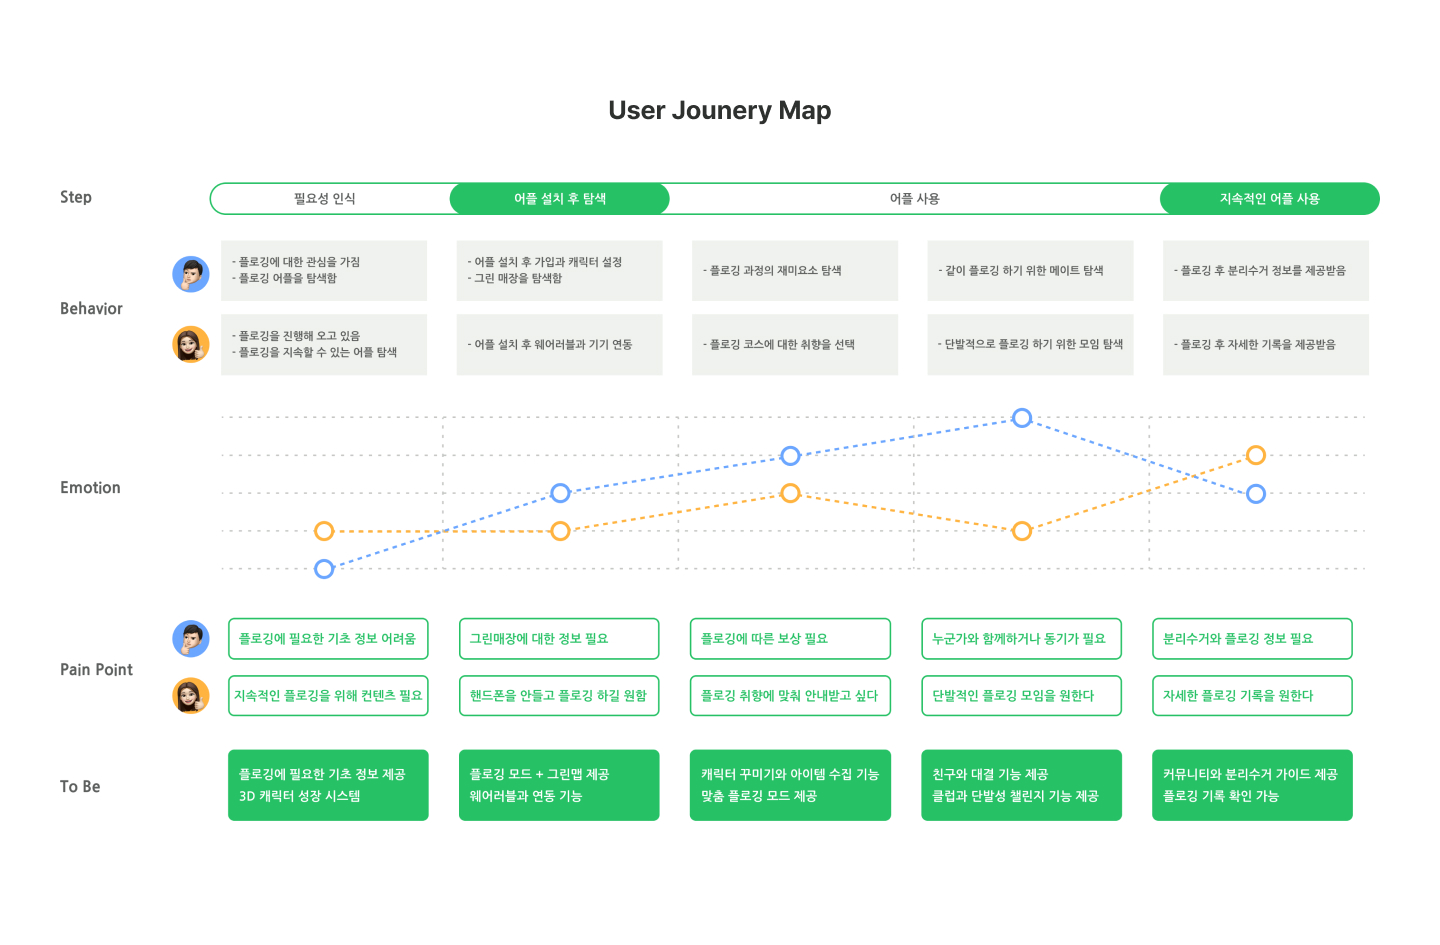 User Jounery Map
Step
필요성 인식
어플 설치 후 탐색
어플 사용
지속적인 어플 사용
Behavior
- 플로깅에 대한 관심을 가짐
- 플로깅 어플을 탐색함
- 어플 설치 후 가입과 캐릭터 설정
- 그린 매장을 탐색함
- 플로깅 과정의 재미요소 탐색
- 같이 플로깅 하기 위한 메이트 탐색
- 플로깅 후 분리수거 정보를 제공받음
- 플로깅을 진행해 오고 있음
- 플로깅을 지속할 수 있는 어플 탐색
- 어플 설치 후 웨어러블과 기기 연동
- 플로깅 코스에 대한 취향을 선택
- 단발적으로 플로깅 하기 위한 모임 탐색
- 플로깅 후 자세한 기록을 제공받음
Emotion
Pain Point
플로깅에 필요한 기초 정보 어려움
그린매장에 대한 정보 필요
플로깅에 따른 보상 필요
누군가와 함께하거나 동기가 필요
분리수거와 플로깅 정보 필요
지속적인 플로깅을 위해 컨텐츠 필요
핸드폰을 안들고 플로깅 하길 원함
플로깅 취향에 맞춰 안내받고 싶다
단발적인 플로깅 모임을 원한다
자세한 플로깅 기록을 원한다
To Be
플로깅에 필요한 기초 정보 제공
3D 캐릭터 성장 시스템
플로깅 모드 + 그린맵 제공
웨어러블과 연동 기능
캐릭터 꾸미기와 아이템 수집 기능
맞춤 플로깅 모드 제공
친구와 대결 기능 제공
클럽과 단발성 챌린지 기능 제공
커뮤니티와 분리수거 가이드 제공
플로깅 기록 확인 가능